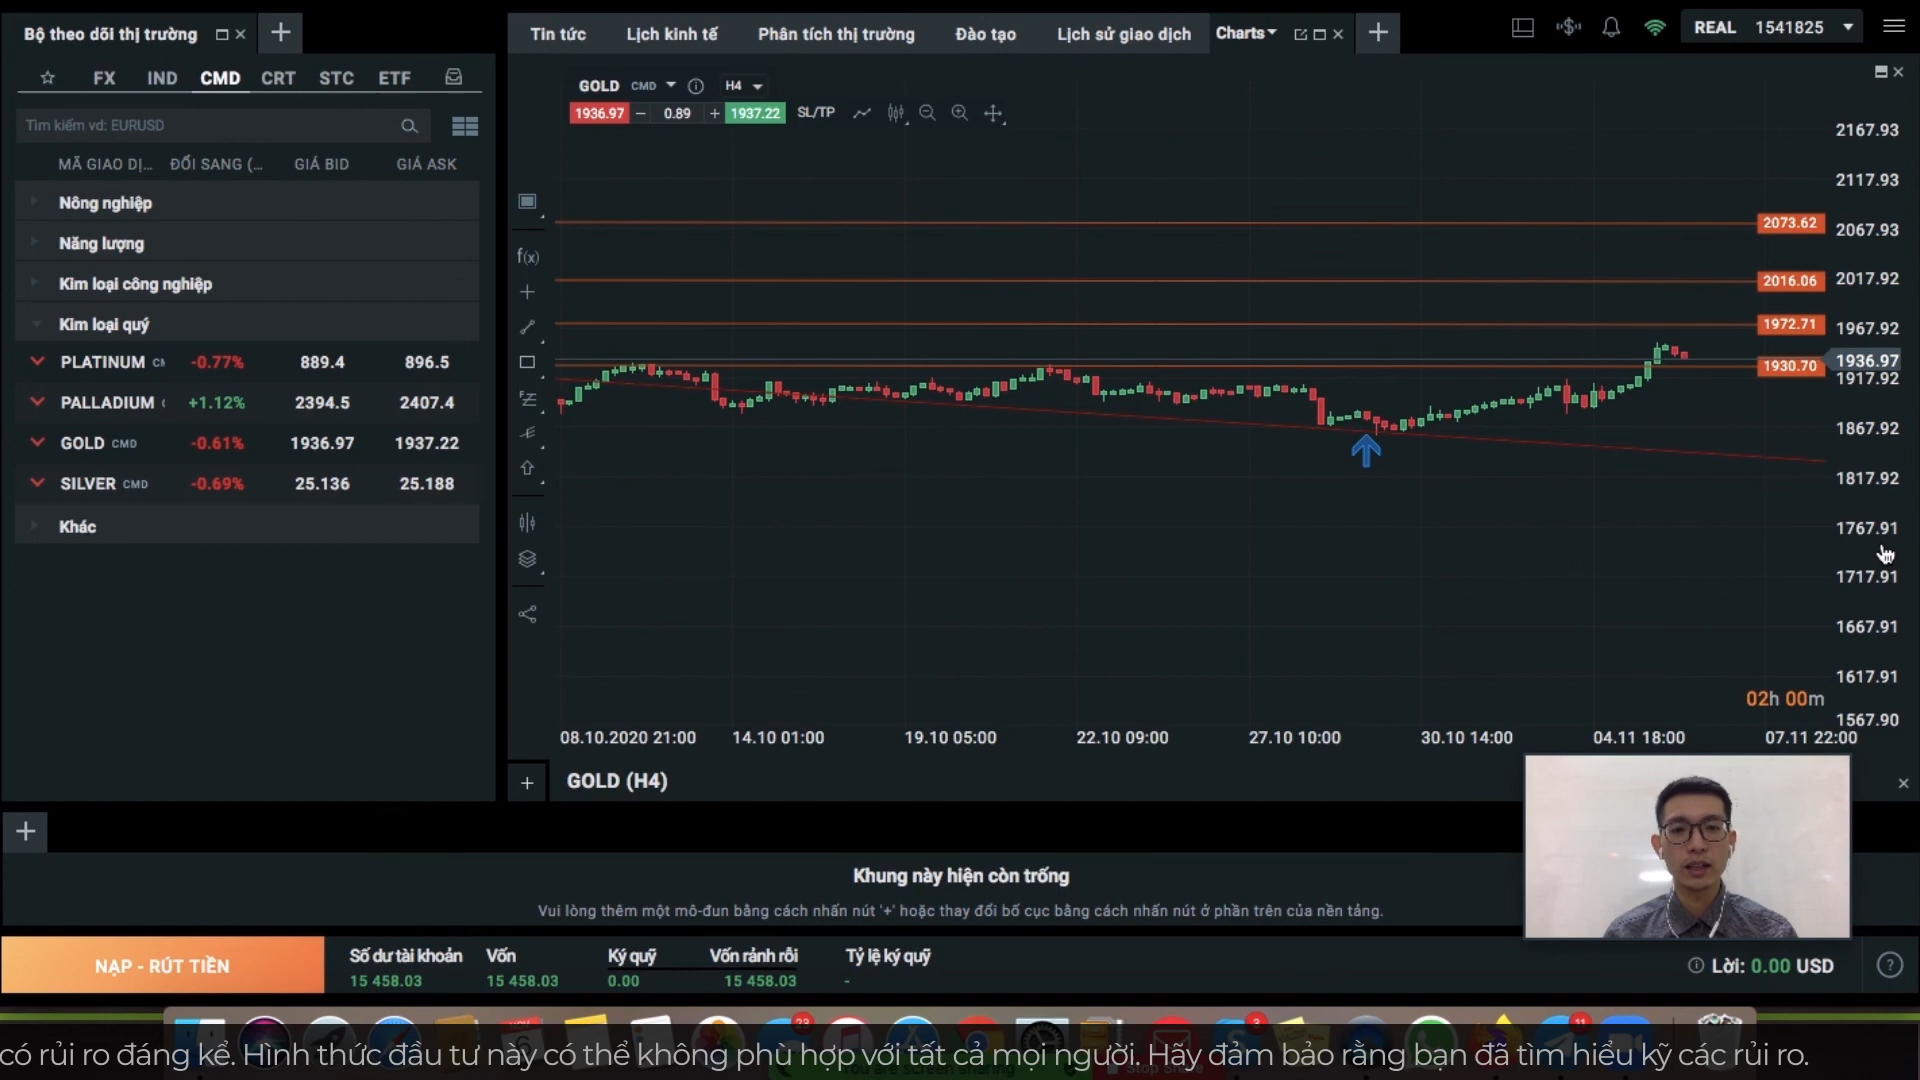 Bộ theo dõi thị trường
Tin tức
Lịch kinh tế
Phân tích thị trường
Đào tạo
Lịch sử giao dịch
Charts
REAL 1541825
FX IND CMD CRT STC ETF
Tìm kiếm vd: EURUSD
MÃ GIAO DỊ... ĐỔI SANG (... GIÁ BID GIÁ ASK
Nông nghiệp
Năng lượng
Kim loại công nghiệp
Kim loại quý
PLATINUM -0.77% 889.4 896.5
PALLADIUM +1.12% 2394.5 2407.4
GOLD CMD -0.61% 1936.97 1937.22
SILVER CMD -0.69% 25.136 25.188
Khác
GOLD CMD H4
1936.97 − 0.89 + 1937.22 SL/TP
f(x)
2167.93
2117.93
2073.62
2067.93
2016.06
2017.92
1972.71
1967.92
1936.97
1930.70
1917.92
1867.92
1817.92
1767.91
1717.91
1667.91
1617.91
02h 00m
1567.90
08.10.2020 21:00 14.10 01:00 19.10 05:00 22.10 09:00 27.10 10:00 30.10 14:00 04.11 18:00 07.11 22:00
GOLD (H4)
Khung này hiện còn trống
Vui lòng thêm một mô-đun bằng cách nhấn nút '+' hoặc thay đổi bố cục bằng cách nhấn nút ở phần trên của nền tảng.
NẠP - RÚT TIỀN
Số dư tài khoản Vốn Ký quỹ Vốn rảnh rỗi Tỷ lệ ký quỹ
15 458.03 15 458.03 0.00 15 458.03 -
Lời: 0.00 USD
23
3
11
có rủi ro đáng kể. Hình thức đầu tư này có thể không phù hợp với tất cả mọi người. Hãy đảm bảo rằng bạn đã tìm hiểu kỹ các rủi ro.